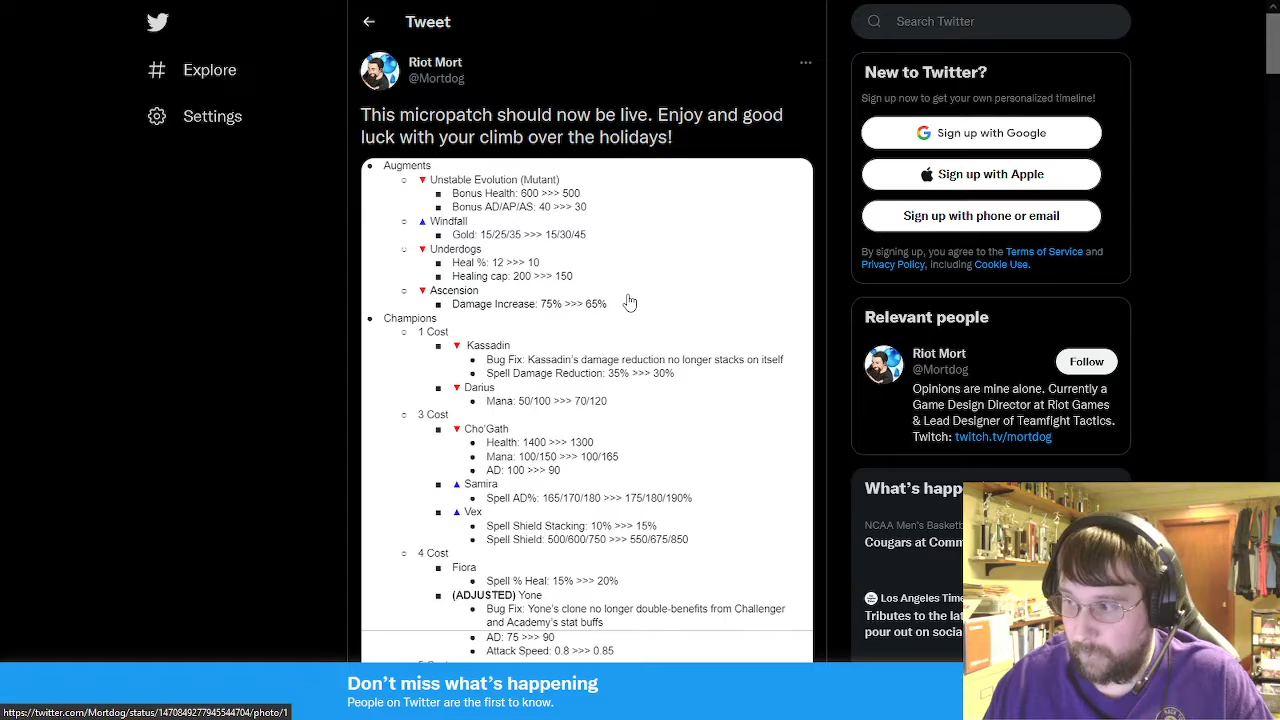 Explore
Settings
Tweet
Riot Mort
@Mortdog
This micropatch should now be live. Enjoy and good
luck with your climb over the holidays!
Augments
Unstable Evolution (Mutant)
Bonus Health: 600 >>> 500
Bonus AD/AP/AS: 40 >>> 30
Windfall
Gold: 15/25/35 >>> 15/30/45
Underdogs
Heal %: 12 >>> 10
Healing cap: 200 >>> 150
Ascension
Damage Increase: 75% >>> 65%
Champions
1 Cost
Kassadin
Bug Fix: Kassadin's damage reduction no longer stacks on itself
Spell Damage Reduction: 35% >>> 30%
Darius
Mana: 50/100 >>> 70/120
3 Cost
Cho'Gath
Health: 1400 >>> 1300
Mana: 100/150 >>> 100/165
AD: 100 >>> 90
Samira
Spell AD%: 165/170/180 >>> 175/180/190%
Vex
Spell Shield Stacking: 10% >>> 15%
Spell Shield: 500/600/750 >>> 550/675/850
4 Cost
Fiora
Spell % Heal: 15% >>> 20%
(ADJUSTED) Yone
Bug Fix: Yone's clone no longer double-benefits from Challenger
and Academy's stat buffs
AD: 75 >>> 90
Attack Speed: 0.8 >>> 0.85
Search Twitter
New to Twitter?
Sign up now to get your own personalized timeline!
Sign up with Google
Sign up with Apple
Sign up with phone or email
By signing up, you agree to the Terms of Service and
Privacy Policy, including Cookie Use.
Relevant people
Riot Mort
@Mortdog
Follow
Opinions are mine alone. Currently a
Game Design Director at Riot Games
& Lead Designer of Teamfight Tactics.
Twitch: twitch.tv/mortdog
What's happ
NCAA Men's Basketb
Cougars at Comm
Los Angeles Time
Tributes to the lat
pour out on socia
Don't miss what's happening
People on Twitter are the first to know.
https://twitter.com/Mortdog/status/1470849277945544704/photo/1